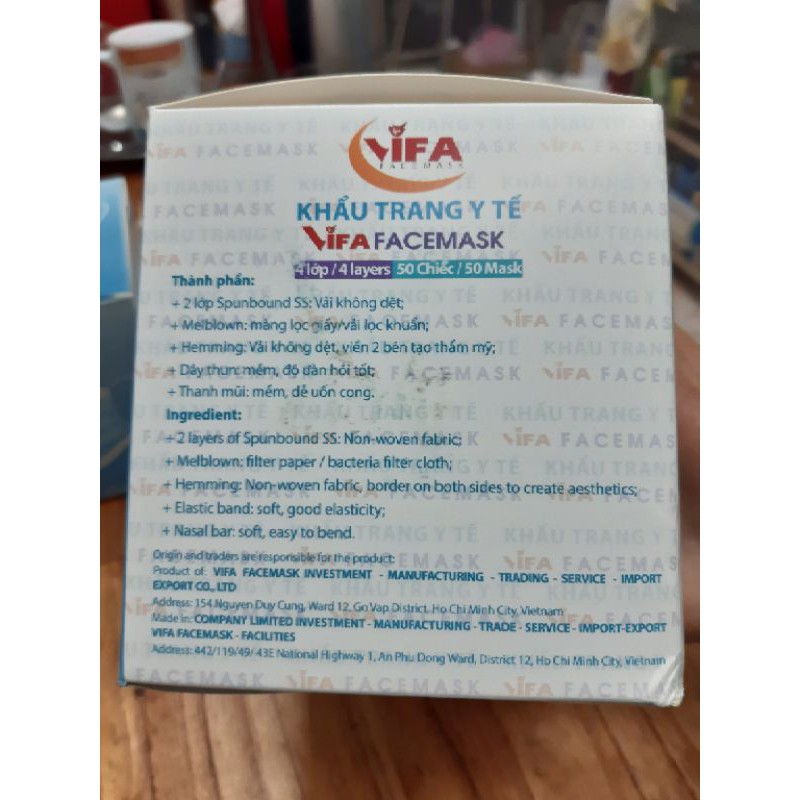 VIFA
FACEMASK
KHẨU TRANG Y TẾ
VIFA FACEMASK
4 lớp / 4 layers 50 Chiếc / 50 Mask
Thành phần:
+ 2 lớp Spunbound SS: Vải không dệt;
+ Melblown: màng lọc giấy/vải lọc khuẩn;
+ Hemming: Vải không dệt, viền 2 bên tạo thẩm mỹ;
+ Dây thun: mềm, độ đàn hồi tốt;
+ Thanh mũi: mềm, dễ uốn cong.
Ingredient:
+ 2 layers of Spunbound SS: Non-woven fabric;
+ Melblown: filter paper / bacteria filter cloth;
+ Hemming: Non-woven fabric, border on both sides to create aesthetics;
+ Elastic band: soft, good elasticity;
+ Nasal bar: soft, easy to bend.
Origin and traders are responsible for the product:
Product of: VIFA FACEMASK INVESTMENT - MANUFACTURING - TRADING - SERVICE - IMPORT
EXPORT CO., LTD
Address: 154 Nguyen Duy Cung, Ward 12, Go Vap District, Ho Chi Minh City, Vietnam
Made in: COMPANY LIMITED INVESTMENT - MANUFACTURING - TRADE - SERVICE - IMPORT-EXPORT
VIFA FACEMASK - FACILITIES
Address: 442/119/49/43E National Highway 1, An Phu Dong Ward, District 12, Ho Chi Minh City, Vietnam